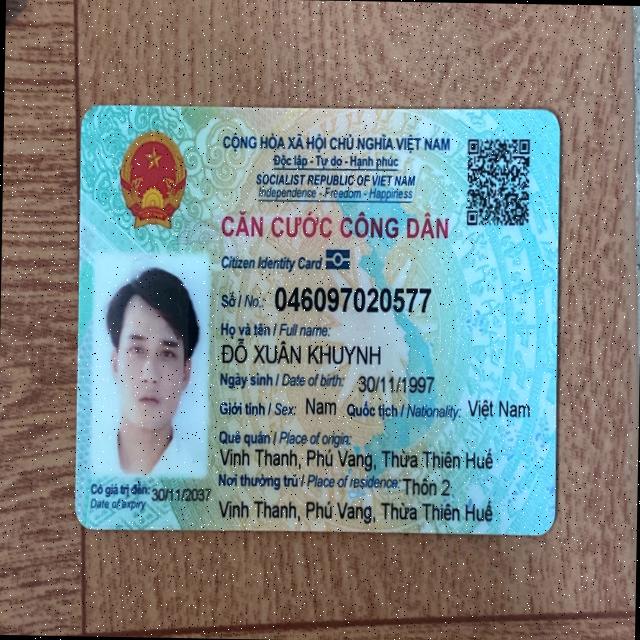 CỘNG HÒA XÃ HỘI CHỦ NGHĨA VIỆT NAM
Độc lập - Tự do - Hạnh phúc
SOCIALIST REPUBLIC OF VIET NAM
Independence - Freedom - Happiness
CĂN CƯỚC CÔNG DÂN
Citizen Identity Card
Số / No.: 046097020577
Họ và tên / Full name:
ĐỖ XUÂN KHUYNH
Ngày sinh / Date of birth: 30/11/1997
Giới tính / Sex: Nam Quốc tịch / Nationality: Việt Nam
Quê quán / Place of origin:
Vinh Thanh, Phú Vang, Thừa Thiên Huế
Nơi thường trú / Place of residence: Thôn 2
Vinh Thanh, Phú Vang, Thừa Thiên Huế
Có giá trị đến: 30/11/2037
Date of expiry